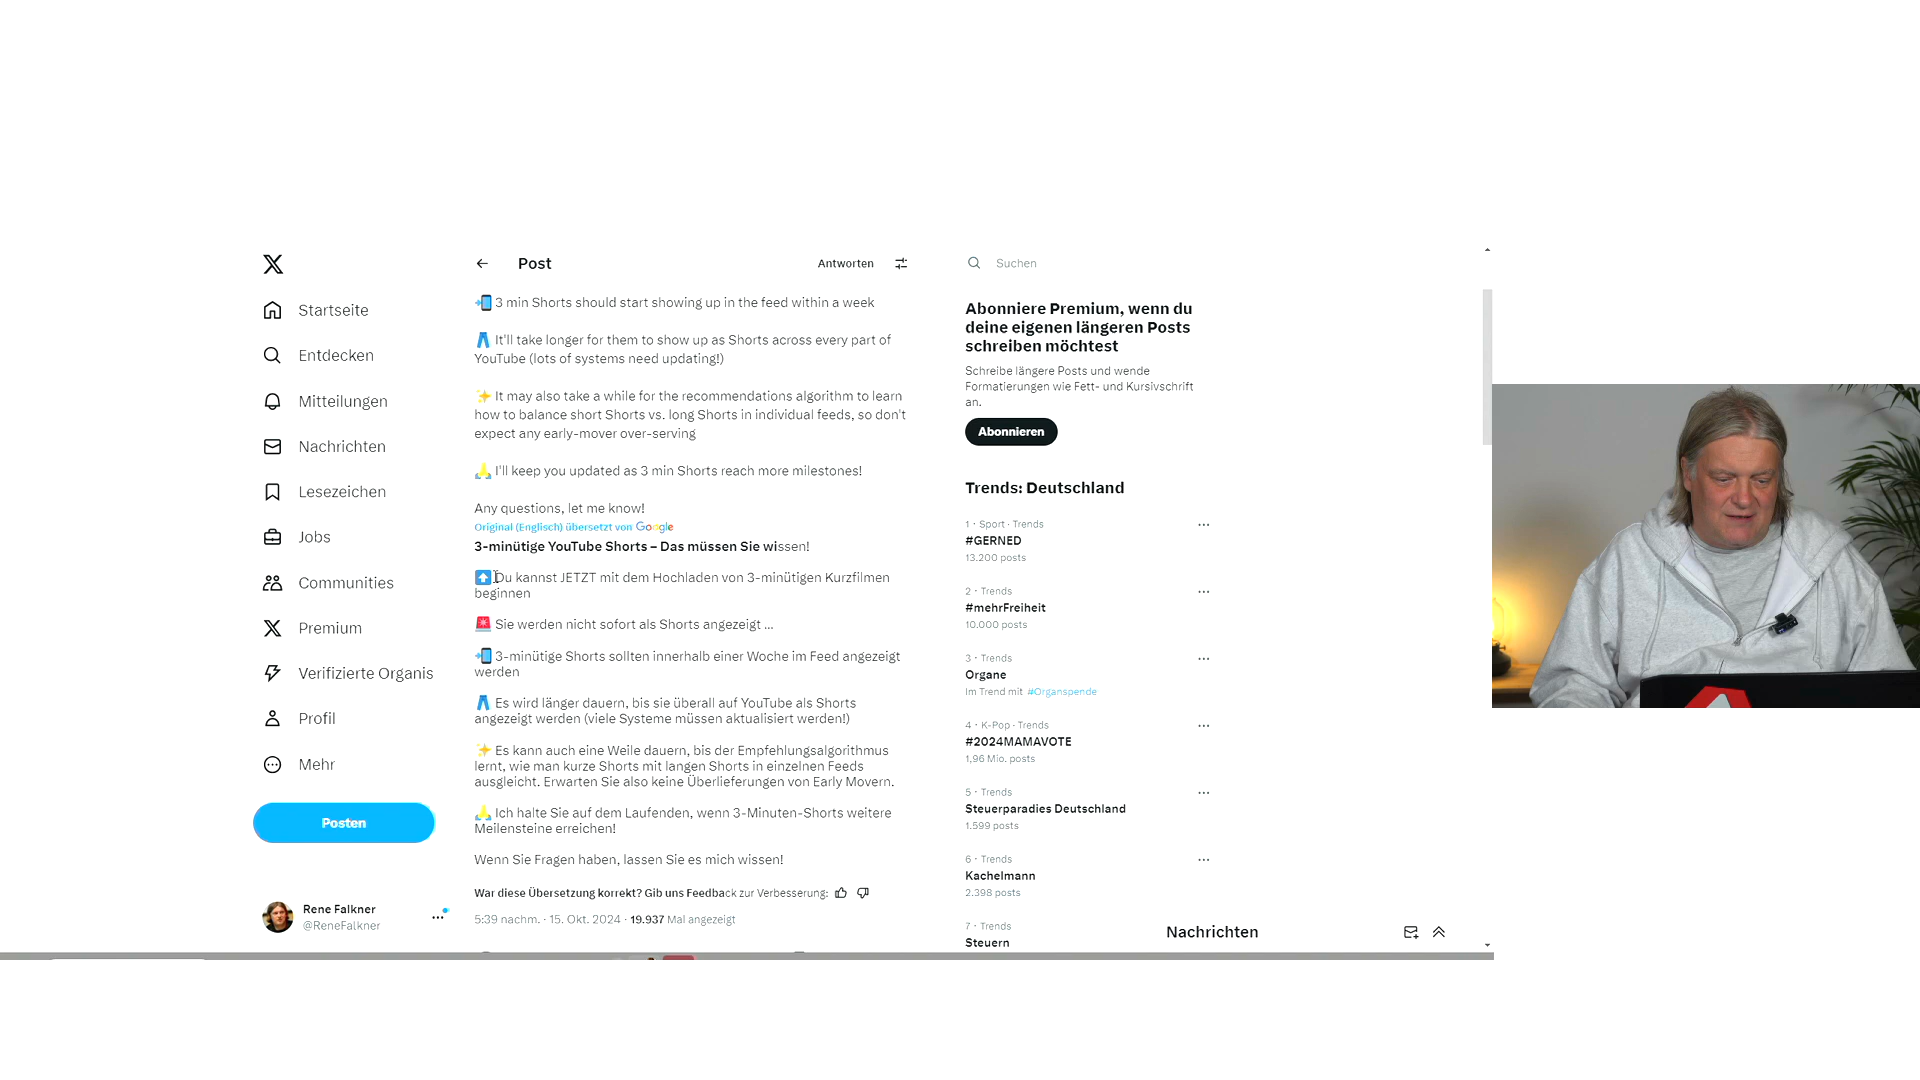 Startseite
Entdecken
Mitteilungen
Nachrichten
Lesezeichen
Jobs
Communities
Premium
Verifizierte Organis
Profil
Mehr
Posten
Rene Falkner
@ReneFalkner
Post
Antworten
3 min Shorts should start showing up in the feed within a week
It'll take longer for them to show up as Shorts across every part of
YouTube (lots of systems need updating!)
It may also take a while for the recommendations algorithm to learn
how to balance short Shorts vs. long Shorts in individual feeds, so don't
expect any early-mover over-serving
I'll keep you updated as 3 min Shorts reach more milestones!
Any questions, let me know!
Original (Englisch) übersetzt von Google
3-minütige YouTube Shorts – Das müssen Sie wissen!
Du kannst JETZT mit dem Hochladen von 3-minütigen Kurzfilmen
beginnen
Sie werden nicht sofort als Shorts angezeigt ...
3-minütige Shorts sollten innerhalb einer Woche im Feed angezeigt
werden
Es wird länger dauern, bis sie überall auf YouTube als Shorts
angezeigt werden (viele Systeme müssen aktualisiert werden!)
Es kann auch eine Weile dauern, bis der Empfehlungsalgorithmus
lernt, wie man kurze Shorts mit langen Shorts in einzelnen Feeds
ausgleicht. Erwarten Sie also keine Überlieferungen von Early Movern.
Ich halte Sie auf dem Laufenden, wenn 3-Minuten-Shorts weitere
Meilensteine erreichen!
Wenn Sie Fragen haben, lassen Sie es mich wissen!
War diese Übersetzung korrekt? Gib uns Feedback zur Verbesserung:
5:39 nachm. · 15. Okt. 2024 · 19.937 Mal angezeigt
Suchen
Abonniere Premium, wenn du
deine eigenen längeren Posts
schreiben möchtest
Schreibe längere Posts und wende
Formatierungen wie Fett- und Kursivschrift
an.
Abonnieren
Trends: Deutschland
1 · Sport · Trends
#GERNED
13.200 posts
2 · Trends
#mehrFreiheit
10.000 posts
3 · Trends
Organe
Im Trend mit #Organspende
4 · K-Pop · Trends
#2024MAMAVOTE
1,96 Mio. posts
5 · Trends
Steuerparadies Deutschland
1.599 posts
6 · Trends
Kachelmann
2.398 posts
7 · Trends
Steuern
Nachrichten